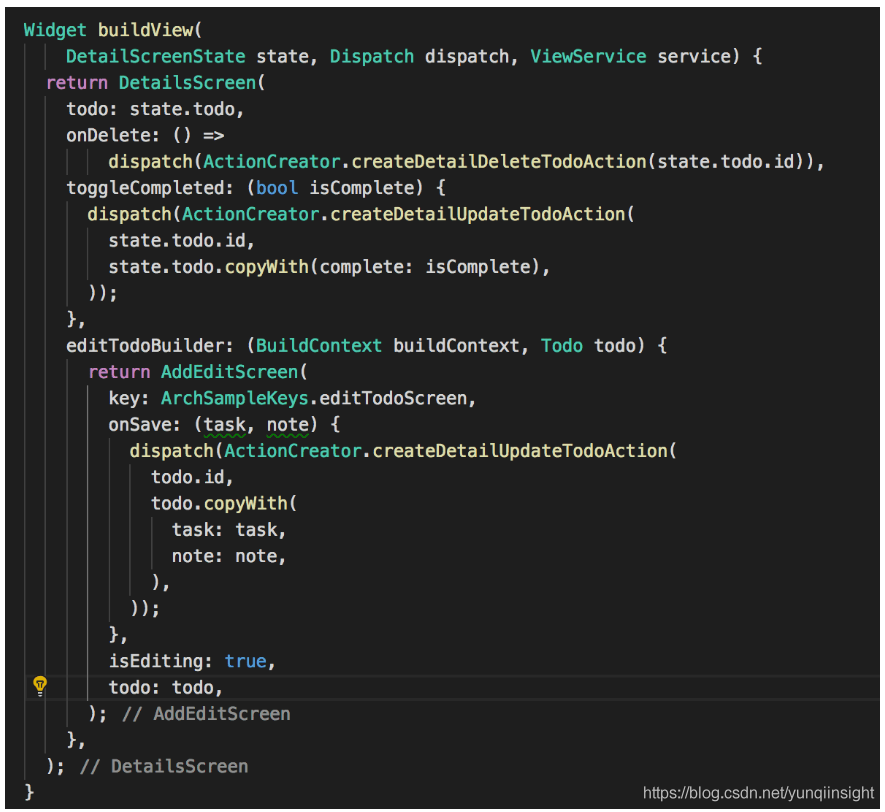 Widget buildView(
    DetailScreenState state, Dispatch dispatch, ViewService service) {
  return DetailsScreen(
    todo: state.todo,
    onDelete: () =>
        dispatch(ActionCreator.createDetailDeleteTodoAction(state.todo.id)),
    toggleCompleted: (bool isComplete) {
      dispatch(ActionCreator.createDetailUpdateTodoAction(
        state.todo.id,
        state.todo.copyWith(complete: isComplete),
      ));
    },
    editTodoBuilder: (BuildContext buildContext, Todo todo) {
      return AddEditScreen(
        key: ArchSampleKeys.editTodoScreen,
        onSave: (task, note) {
          dispatch(ActionCreator.createDetailUpdateTodoAction(
            todo.id,
            todo.copyWith(
              task: task,
              note: note,
            ),
          ));
        },
        isEditing: true,
        todo: todo,
      ); // AddEditScreen
    },
  ); // DetailsScreen
}
https://blog.csdn.net/yunqiinsight